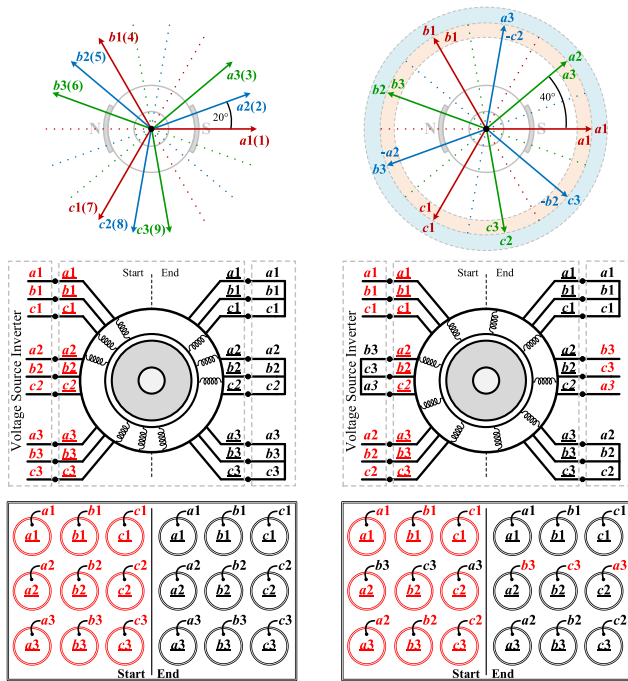 b1(4)
b2(5)
b3(6)
a3(3)
a2(2)
20°
a1(1)
N S
c1(7)
c2(8)
c3(9)
a3
-c2
b1 b1
a2
a3
b2 b3
40°
N S
a1
a1
-a2
b3
-b2 c3
c1
c1
c3
c2
Voltage Source Inverter
Start End
a1 a1 a1 a1
b1 b1 b1 b1
c1 c1 c1 c1
a2 a2 a2 a2
b2 b2 b2 b2
c2 c2 c2 c2
a3 a3 a3 a3
b3 b3 b3 b3
c3 c3 c3 c3
Voltage Source Inverter
Start End
a1 a1 a1 a1
b1 b1 b1 b1
c1 c1 c1 c1
b3 a2 a2 b3
c3 b2 b2 c3
a3 c2 c2 a3
a2 a3 a3 a2
b2 b3 b3 b2
c2 c3 c3 c2
a1 b1 c1 a1 b1 c1
a1 b1 c1 a1 b1 c1
a2 b2 c2 a2 b2 c2
a2 b2 c2 a2 b2 c2
a3 b3 c3 a3 b3 c3
a3 b3 c3 a3 b3 c3
Start End
a1 b1 c1 a1 b1 c1
a1 b1 c1 a1 b1 c1
b3 c3 a3 b3 c3 a3
a2 b2 c2 a2 b2 c2
a2 b2 c2 a2 b2 c2
a3 b3 c3 a3 b3 c3
Start End